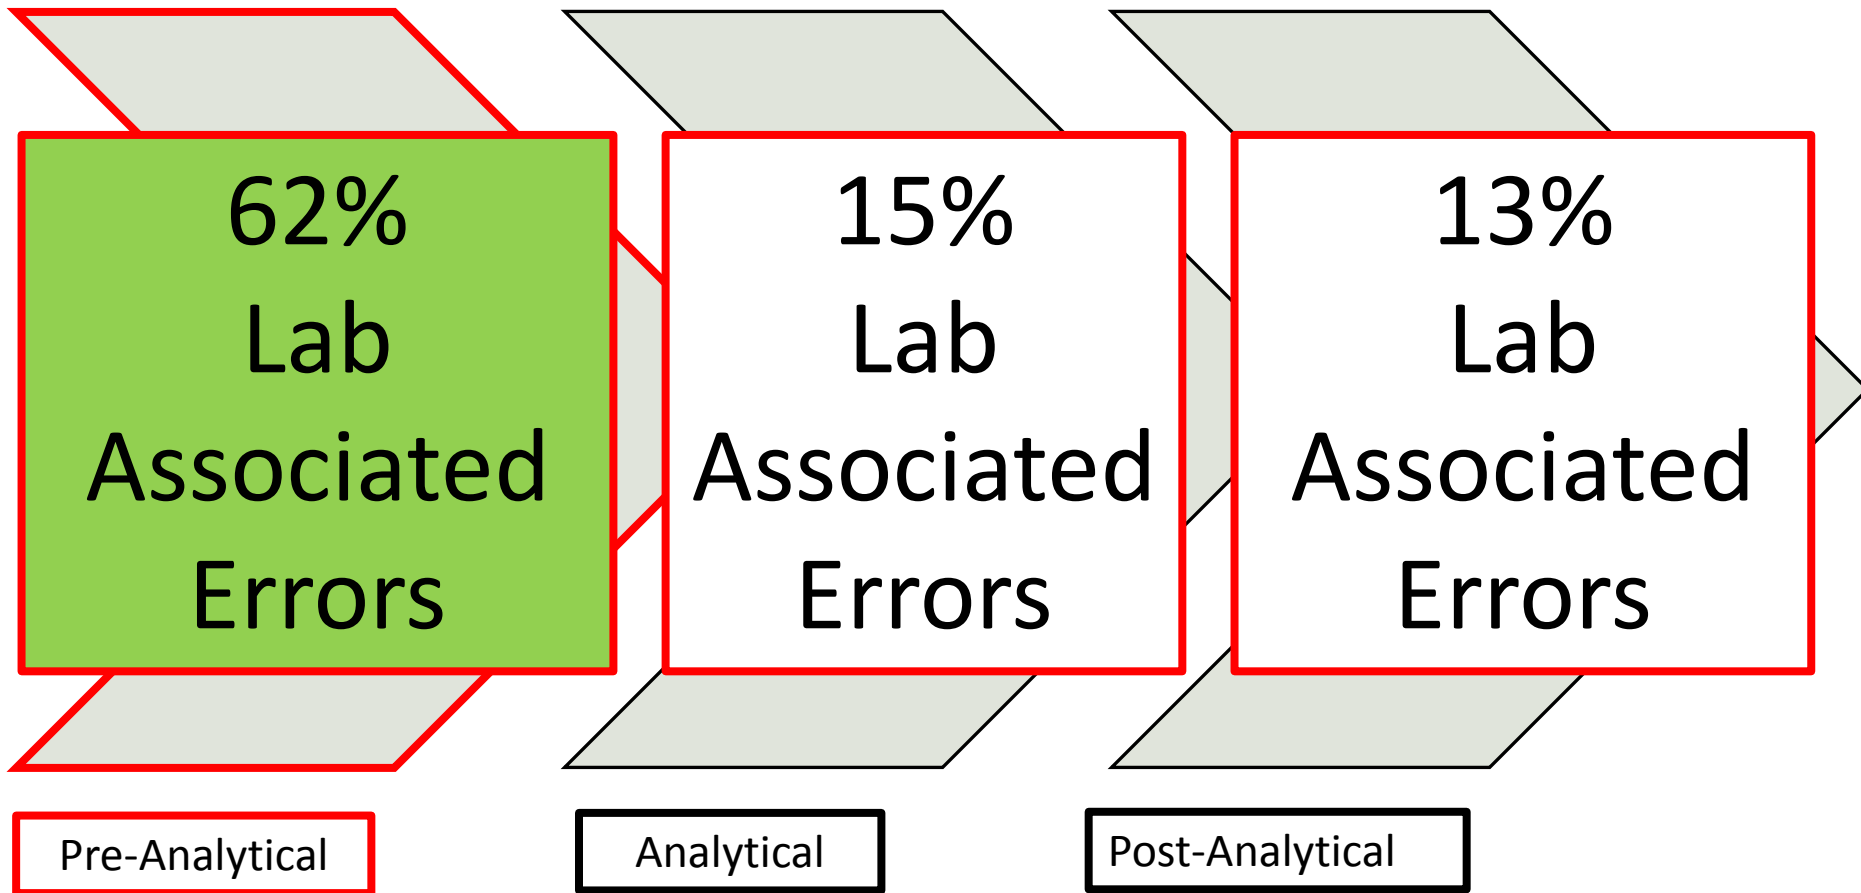 62%
Lab
Associated
Errors
15%
Lab
Associated
Errors
13%
Lab
Associated
Errors
Pre-Analytical
Analytical
Post-Analytical